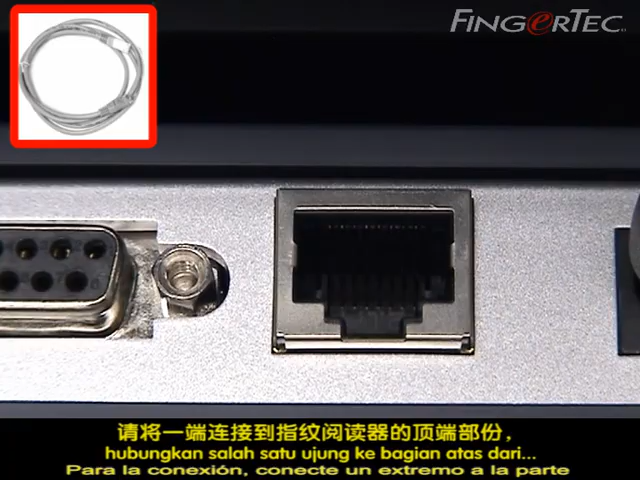 FINGERTEC
请将一端连接到指纹阅读器的顶端部份，
hubungkan salah satu ujung ke bagian atas dari...
Para la conexión, conecte un extremo a la parte